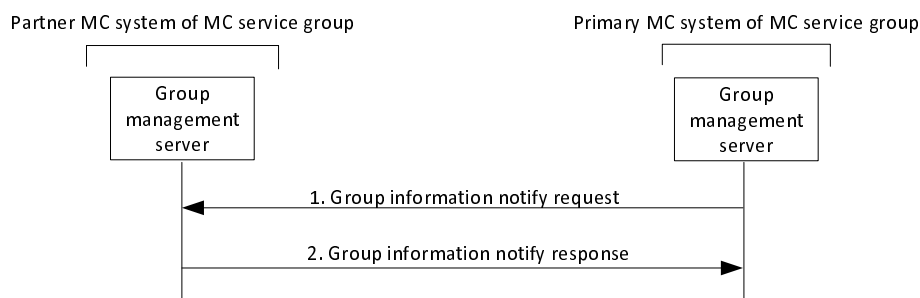 Partner MC system of MC service group
Primary MC system of MC service group
Group
management
server
Group
management
server
1. Group information notify request
2. Group information notify response